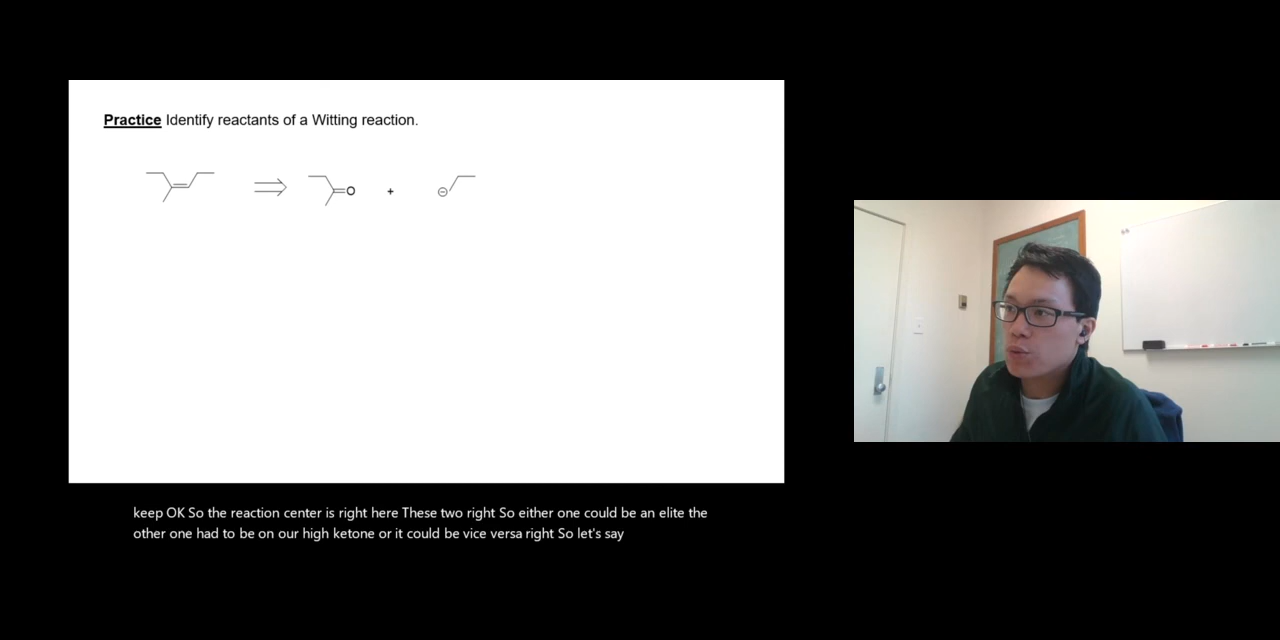 Practice Identify reactants of a Witting reaction.
O + ⊖
keep OK So the reaction center is right here These two right So either one could be an elite the
other one had to be on our high ketone or it could be vice versa right So let's say